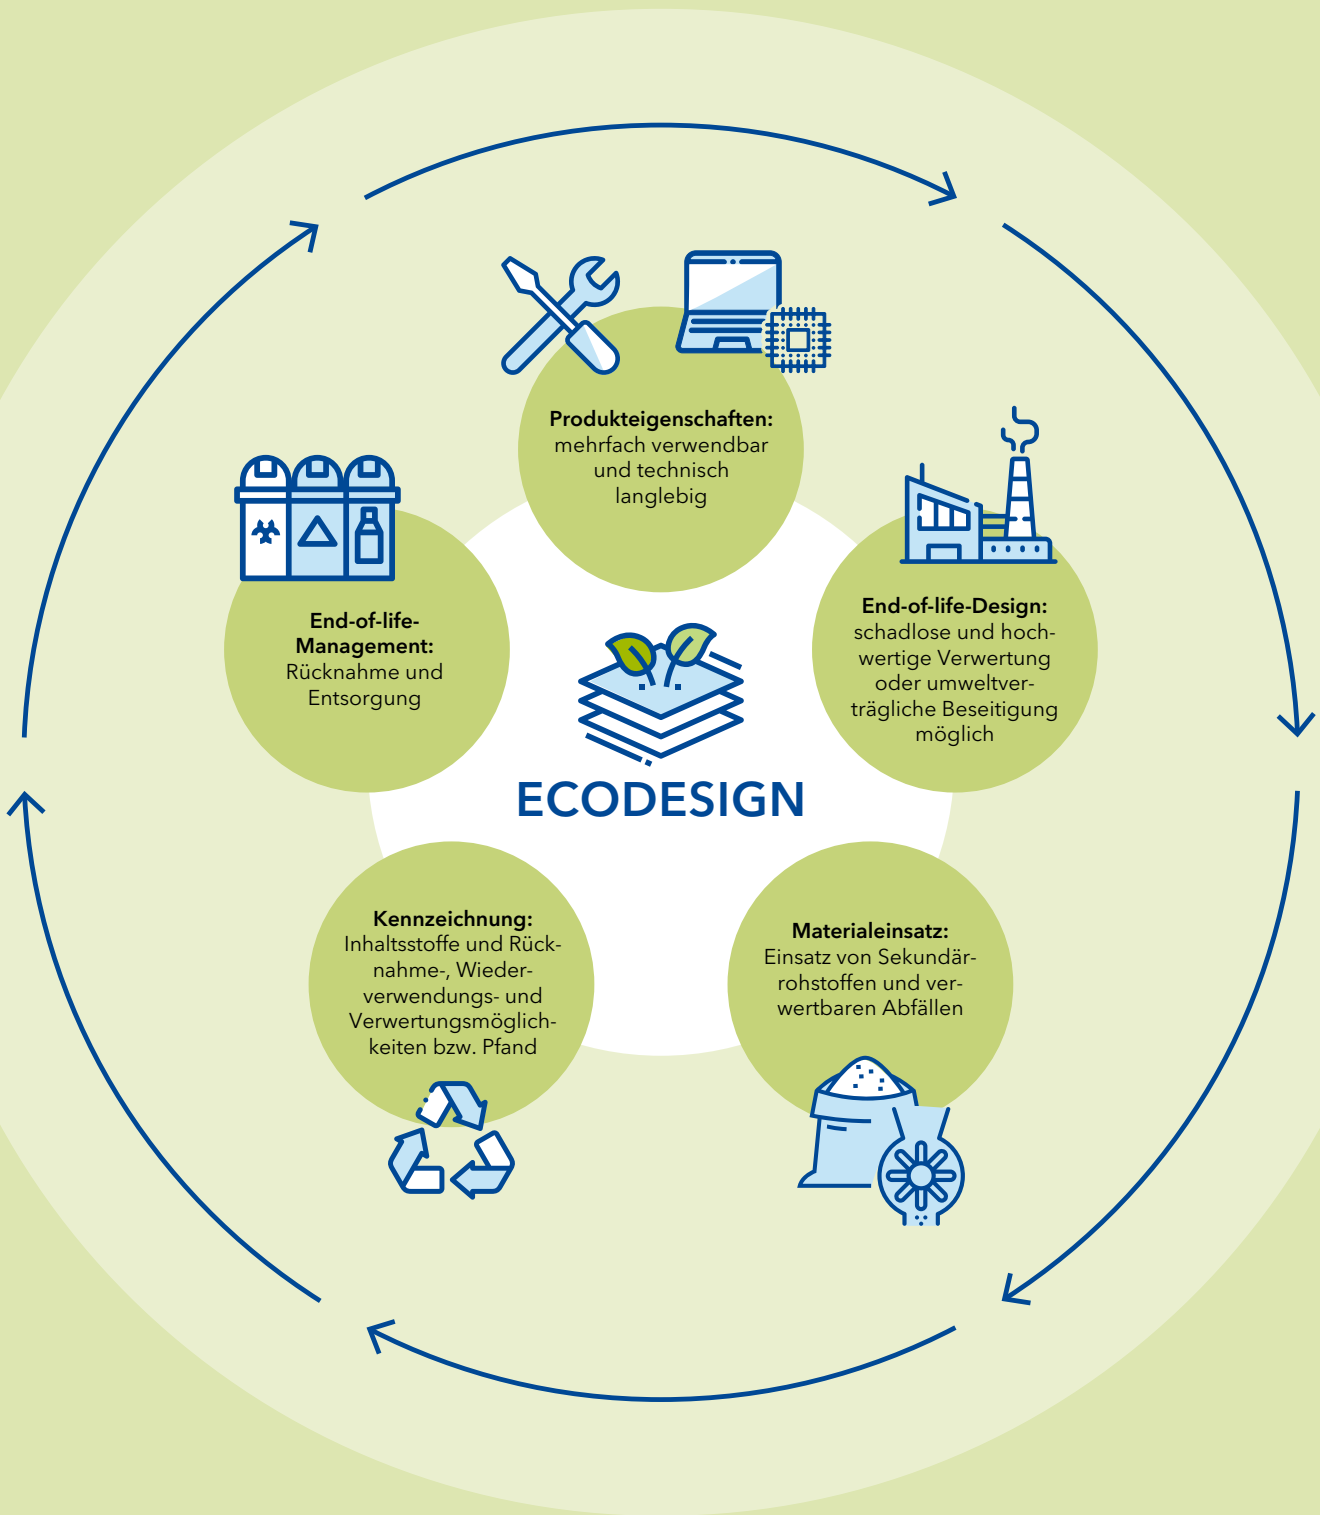 Produkteigenschaften:
mehrfach verwendbar
und technisch
langlebig
End-of-life-Design:
schadlose und hoch-
wertige Verwertung
oder umweltver-
trägliche Beseitigung
möglich
End-of-life-
Management:
Rücknahme und
Entsorgung
ECODESIGN
Materialeinsatz:
Einsatz von Sekundär-
rohstoffen und ver-
wertbaren Abfällen
Kennzeichnung:
Inhaltsstoffe und Rück-
nahme-, Wieder-
verwendungs- und
Verwertungsmöglich-
keiten bzw. Pfand